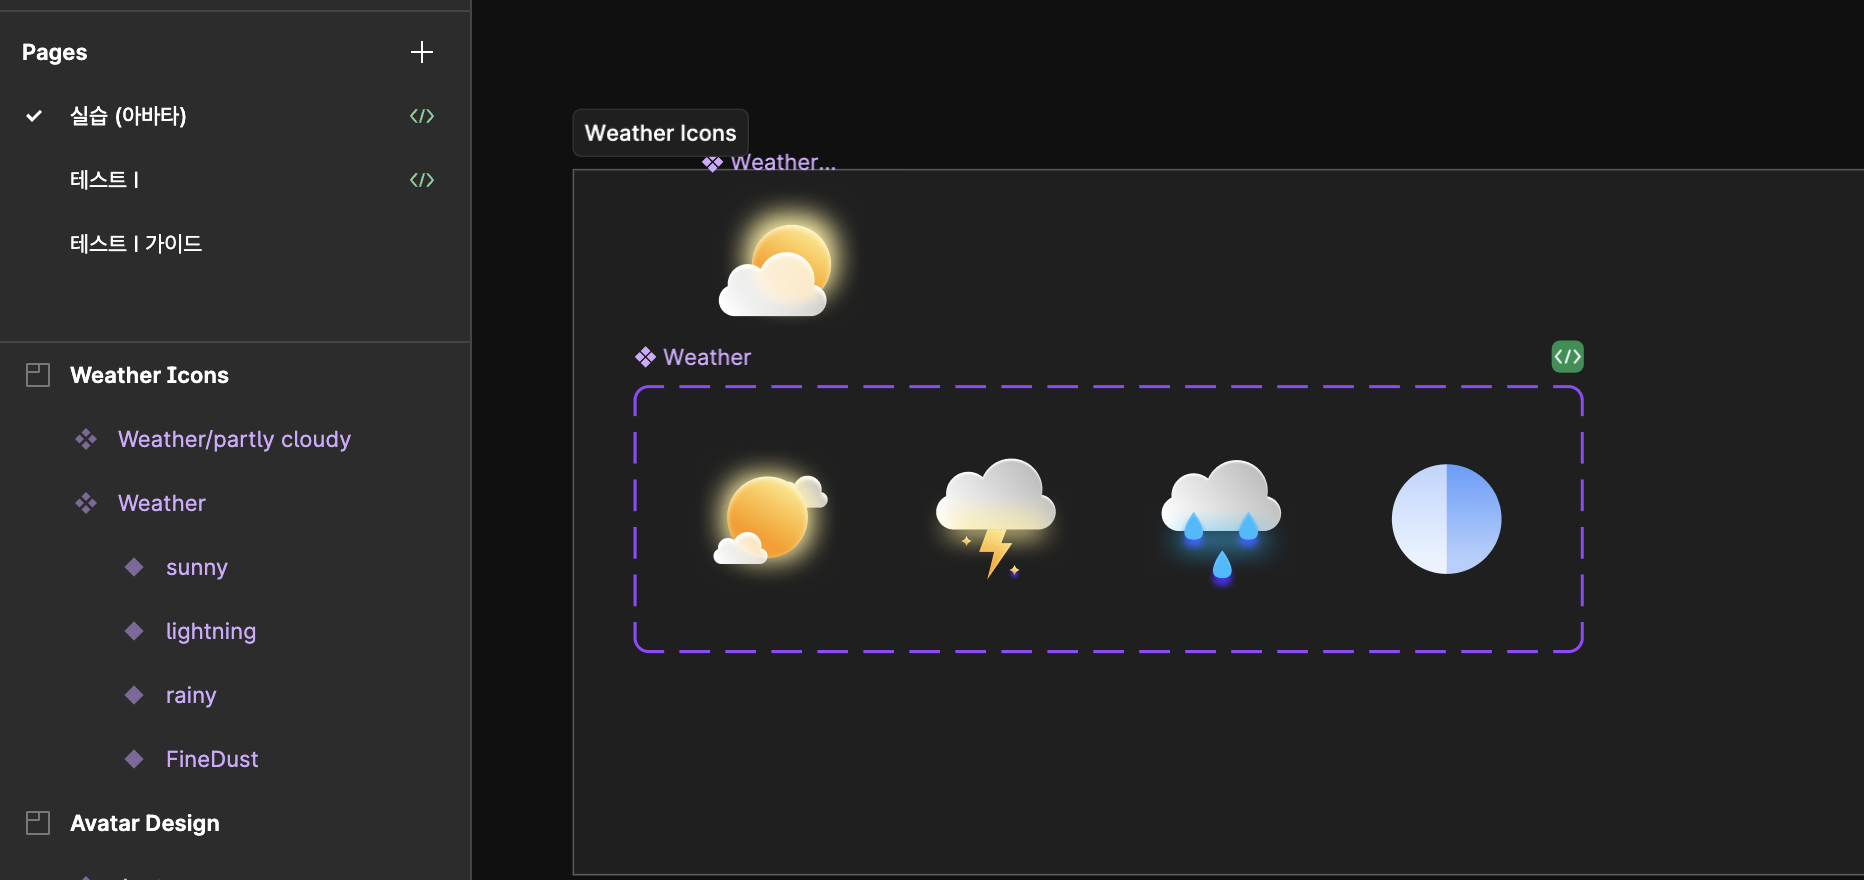 Pages
실습 (아바타)
테스트 |
테스트 | 가이드
Weather Icons
Weather/partly cloudy
Weather
sunny
lightning
rainy
FineDust
Avatar Design
Weather Icons
Weather...
Weather